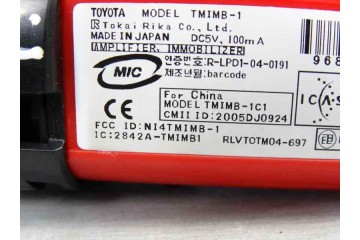 TOYOTA MODEL TMIMB-1
Tokai Rika Co., Ltd.
MADE IN JAPAN DC5V, 100mA
AMPLIFIER, IMMOBILIZER
MIC
인증번호:R-LPD1-04-0191
제조년월:barcode
968
For China
MODEL TMIMB-1C1
CMII ID:2005DJ0924
CE
ICAS
FCC ID:NI4TMIMB-1
IC:2842A-TMIMB1 RLVTOTM04-697